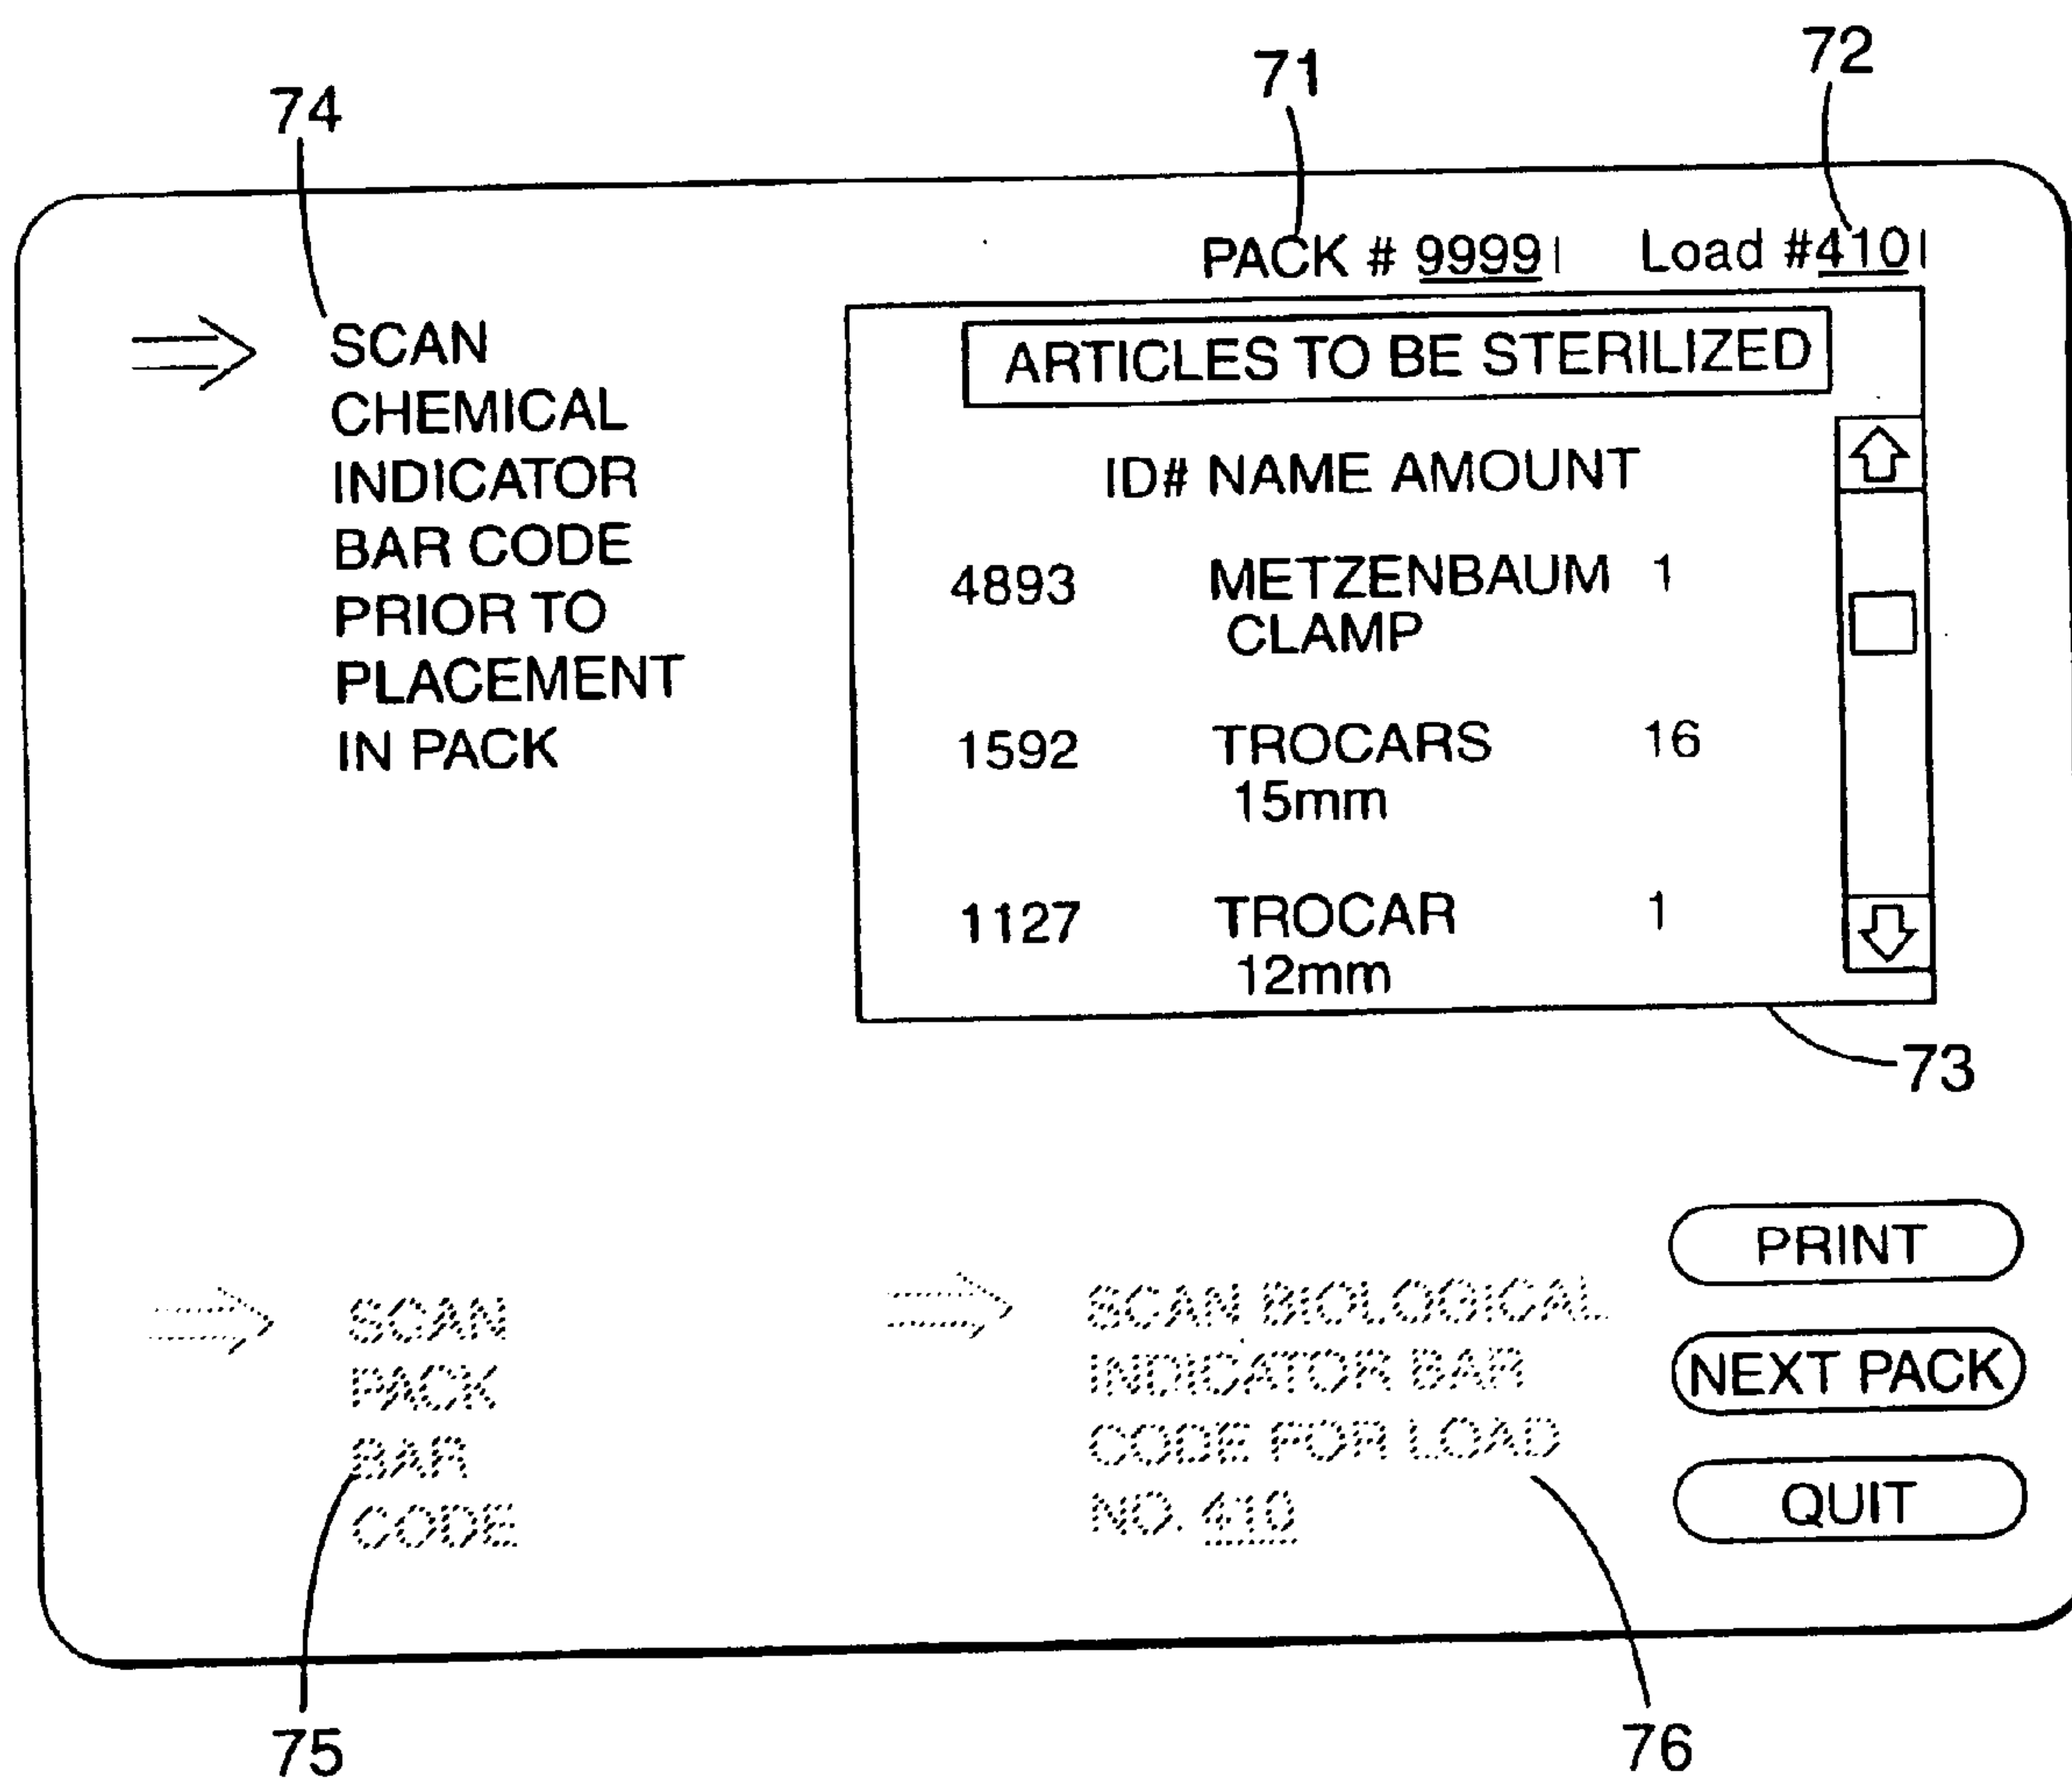 71
72
74
PACK # 9999 Load #410
SCAN
CHEMICAL
INDICATOR
BAR CODE
PRIOR TO
PLACEMENT
IN PACK
ARTICLES TO BE STERILIZED
ID# NAME AMOUNT
4893 METZENBAUM 1
CLAMP
1592 TROCARS 16
15mm
1127 TROCAR 1
12mm
73
SCAN
PACK
BAR
CODE
SCAN BIOLOGICAL
INDICATOR BAR
CODE FOR LOAD
NO. 410
PRINT
NEXT PACK
QUIT
75
76